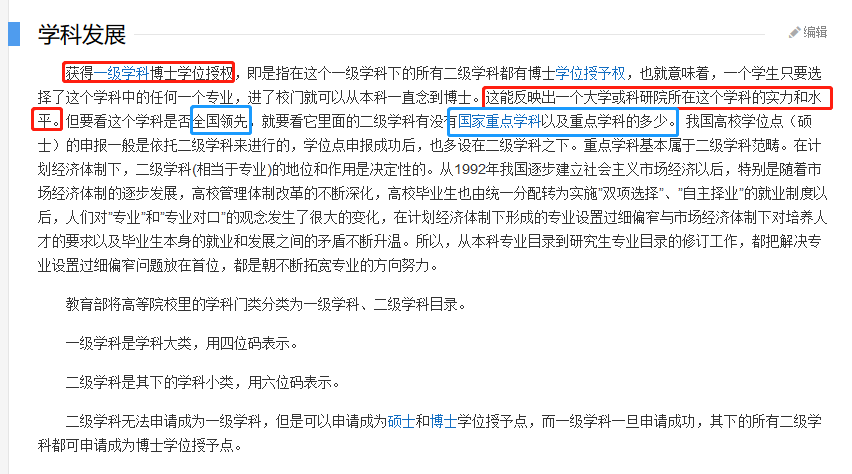 学科发展
编辑
获得一级学科博士学位授权，即是指在这个一级学科下的所有二级学科都有博士学位授予权，也就意味着，一个学生只要选
择了这个学科中的任何一个专业，进了校门就可以从本科一直念到博士。这能反映出一个大学或科研院所在这个学科的实力和水
平。但要看这个学科是否全国领先，就要看它里面的二级学科有没有国家重点学科以及重点学科的多少。 我国高校学位点（硕
士）的申报一般是依托二级学科来进行的，学位点申报成功后，也多设在二级学科之下。重点学科基本属于二级学科范畴。在计
划经济体制下，二级学科(相当于专业)的地位和作用是决定性的。从1992年我国逐步建立社会主义市场经济以后，特别是随着市
场经济体制的逐步发展，高校管理体制改革的不断深化，高校毕业生也由统一分配转为实施"双项选择"、"自主择业"的就业制度以
后，人们对"专业"和"专业对口"的观念发生了很大的变化，在计划经济体制下形成的专业设置过细偏窄与市场经济体制下对培养人
才的要求以及毕业生本身的就业和发展之间的矛盾不断升温。所以，从本科专业目录到研究生专业目录的修订工作，都把解决专
业设置过细偏窄问题放在首位，都是朝不断拓宽专业的方向努力。
教育部将高等院校里的学科门类分类为一级学科、二级学科目录。
一级学科是学科大类，用四位码表示。
二级学科是其下的学科小类，用六位码表示。
二级学科无法申请成为一级学科，但是可以申请成为硕士和博士学位授予点，而一级学科一旦申请成功，其下的所有二级学
科都可申请成为博士学位授予点。